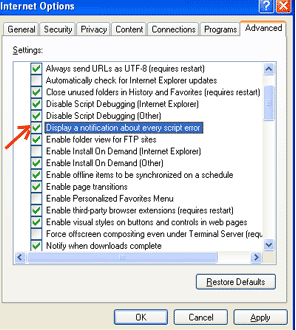 Internet Options
General
Security
Privacy
Content
Connections
Programs
Advanced
Settings:
Always send URLs as UTF-8 (requires restart)
Automatically check for Internet Explorer updates
Close unused folders in History and Favorites (requires restart)
Disable Script Debugging (Internet Explorer)
Disable Script Debugging (Other)
Display a notification about every script error
Enable folder view for FTP sites
Enable Install On Demand (Internet Explorer)
Enable Install On Demand (Other)
Enable offline items to be synchronized on a schedule
Enable page transitions
Enable Personalized Favorites Menu
Enable third-party browser extensions (requires restart)
Enable visual styles on buttons and controls in web pages
Force offscreen compositing even under Terminal Server (requ
Notify when downloads complete
Restore Defaults
OK
Cancel
Apply